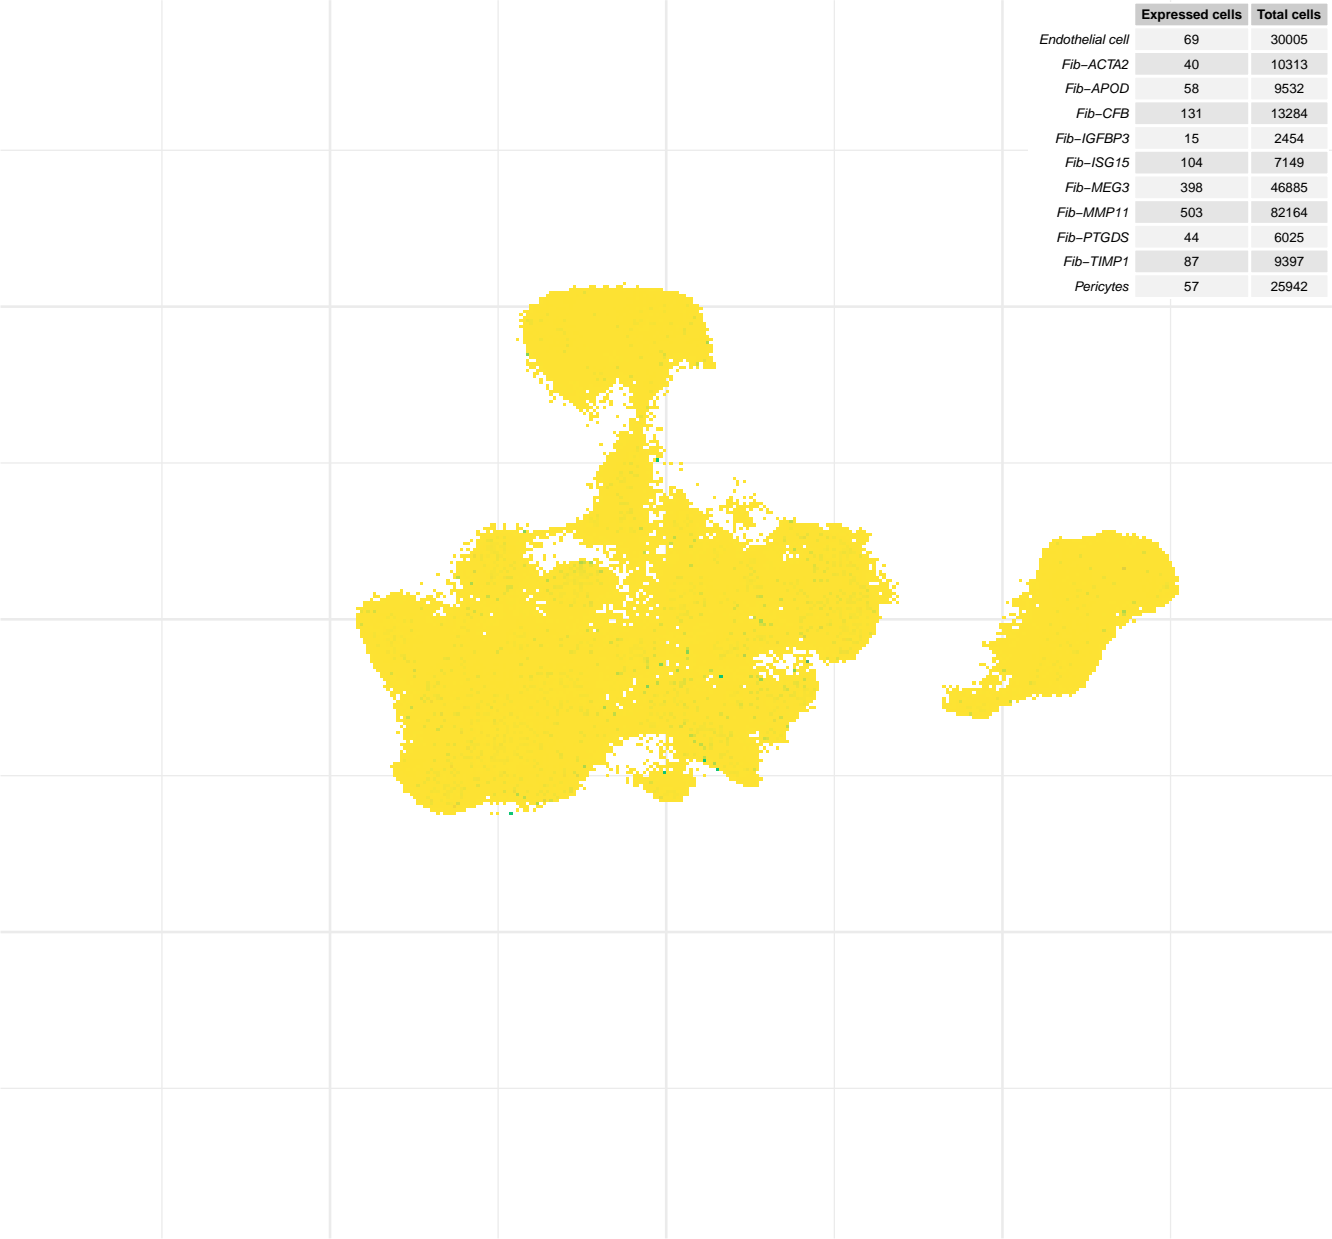 Expressed cells Total cells
Endothelial cell 69 30005
Fib−ACTA2 40 10313
Fib−APOD 58 9532
Fib−CFB 131 13284
Fib−IGFBP3 15 2454
Fib−ISG15 104 7149
Fib−MEG3 398 46885
Fib−MMP11 503 82164
Fib−PTGDS 44 6025
Fib−TIMP1 87 9397
Pericytes 57 25942